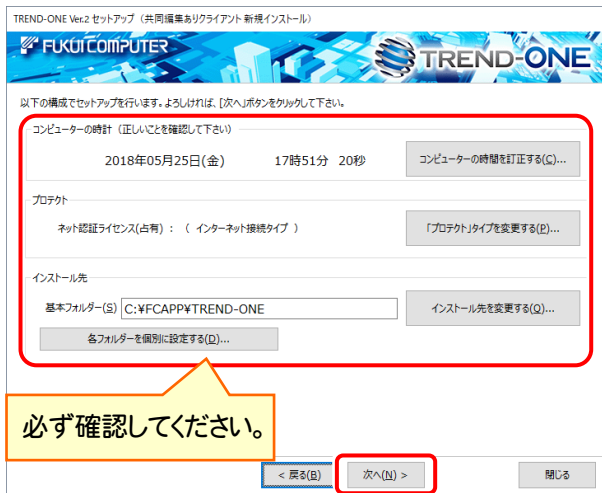 TREND-ONE Ver.2 セットアップ（共同編集ありクライアント 新規インストール）
FUKUI COMPUTER
TREND-ONE
以下の構成でセットアップを行います。よろしければ、[次へ]ボタンをクリックして下さい。
コンピューターの時計（正しいことを確認して下さい）
2018年05月25日(金) 17時51分 20秒 コンピューターの時間を訂正する(C)...
プロテクト
ネット認証ライセンス(占有) : （ インターネット接続タイプ ） 「プロテクト」タイプを変更する(P)...
インストール先
基本フォルダー(S) C:¥FCAPP¥TREND-ONE インストール先を変更する(O)...
各フォルダーを個別に設定する(D)...
必ず確認してください。
< 戻る(B) 次へ(N) > 閉じる